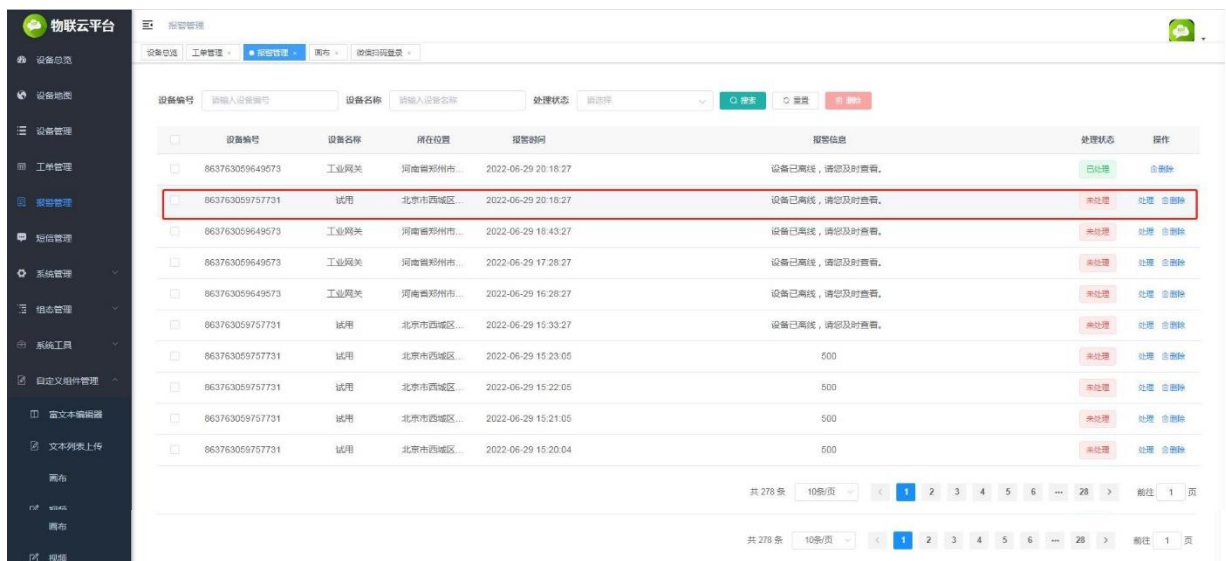 物联云平台
报警管理
设备总览 工单管理 × 报警管理 × 画布 × 微信扫码登录 ×
设备总览
设备地图
设备管理
工单管理
报警管理
短信管理
系统管理
组态管理
系统工具
自定义组件管理
富文本编辑器
文本列表上传
画布
视频
画布
视频
设备编号 请输入设备编号 设备名称 请输入设备名称 处理状态 请选择 搜索 重置 删除
设备编号 设备名称 所在位置 报警时间 报警信息 处理状态 操作
863763059649573 工业网关 河南省郑州市... 2022-06-29 20:18:27 设备已离线，请您及时查看。 已处理 删除
863763059757731 试用 北京市西城区... 2022-06-29 20:18:27 设备已离线，请您及时查看。 未处理 处理 删除
863763059649573 工业网关 河南省郑州市... 2022-06-29 18:43:27 设备已离线，请您及时查看。 未处理 处理 删除
863763059649573 工业网关 河南省郑州市... 2022-06-29 17:28:27 设备已离线，请您及时查看。 未处理 处理 删除
863763059649573 工业网关 河南省郑州市... 2022-06-29 16:28:27 设备已离线，请您及时查看。 未处理 处理 删除
863763059757731 试用 北京市西城区... 2022-06-29 15:33:27 设备已离线，请您及时查看。 未处理 处理 删除
863763059757731 试用 北京市西城区... 2022-06-29 15:23:05 500 未处理 处理 删除
863763059757731 试用 北京市西城区... 2022-06-29 15:22:05 500 未处理 处理 删除
863763059757731 试用 北京市西城区... 2022-06-29 15:21:05 500 未处理 处理 删除
863763059757731 试用 北京市西城区... 2022-06-29 15:20:04 500 未处理 处理 删除
共 278 条 10条/页 < 1 2 3 4 5 6 ... 28 > 前往 1 页
共 278 条 10条/页 < 1 2 3 4 5 6 ... 28 > 前往 1 页